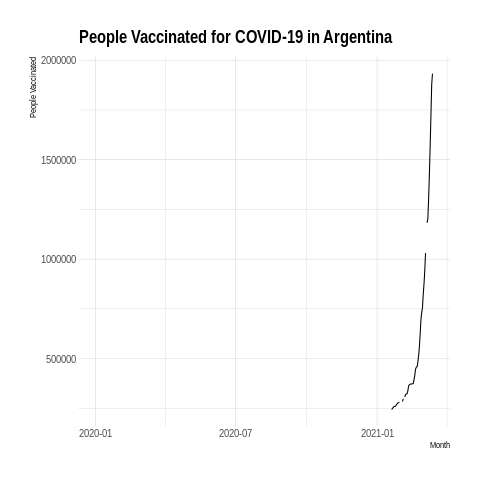 People Vaccinated for COVID-19 in Argentina
People Vaccinated
2000000
1500000
1000000
500000
2020-01
2020-07
2021-01
Month